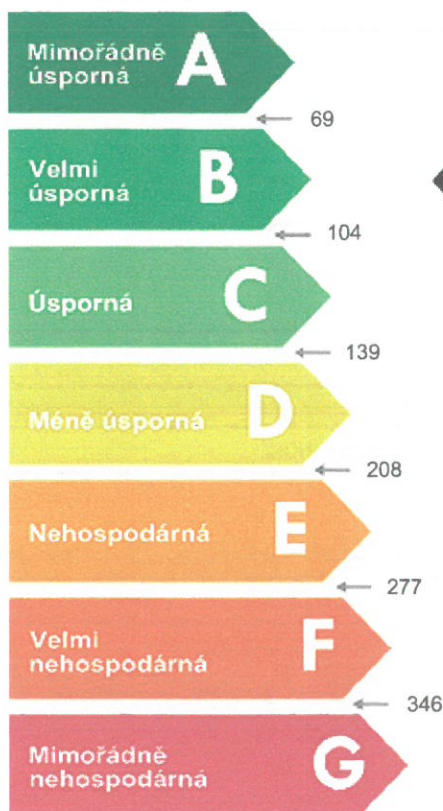 Mimořádně
úsporná
A
69
Velmi
úsporná
B
104
Úsporná
C
139
Méně úsporná
D
208
Nehospodárná
E
277
Velmi
nehospodárná
F
346
Mimořádně
nehospodárná
G